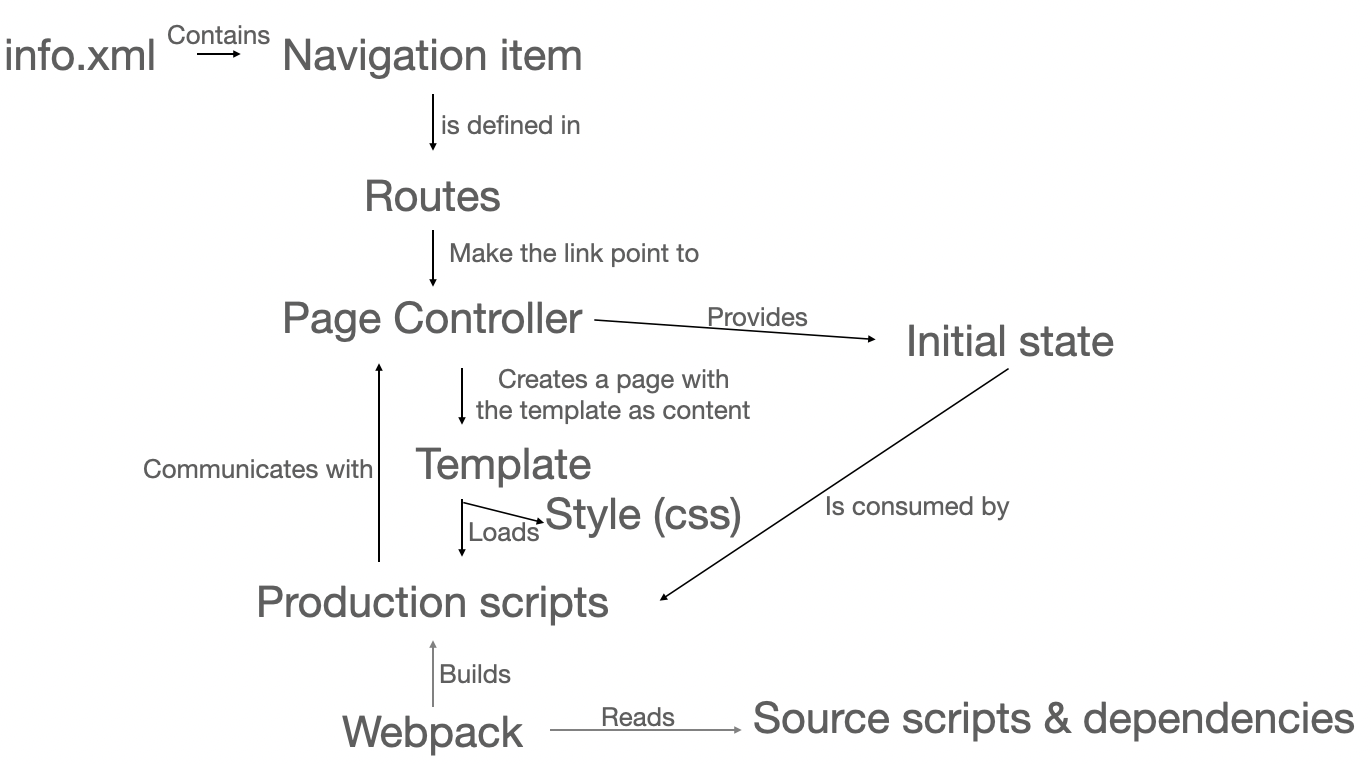 Contains
info.xml
Navigation item
is defined in
Routes
Make the link point to
Page Controller
Provides
Initial state
Creates a page with
the template as content
Communicates with
Template
Style (css)
Loads
Is consumed by
Production scripts
Builds
Webpack
Reads
Source scripts & dependencies